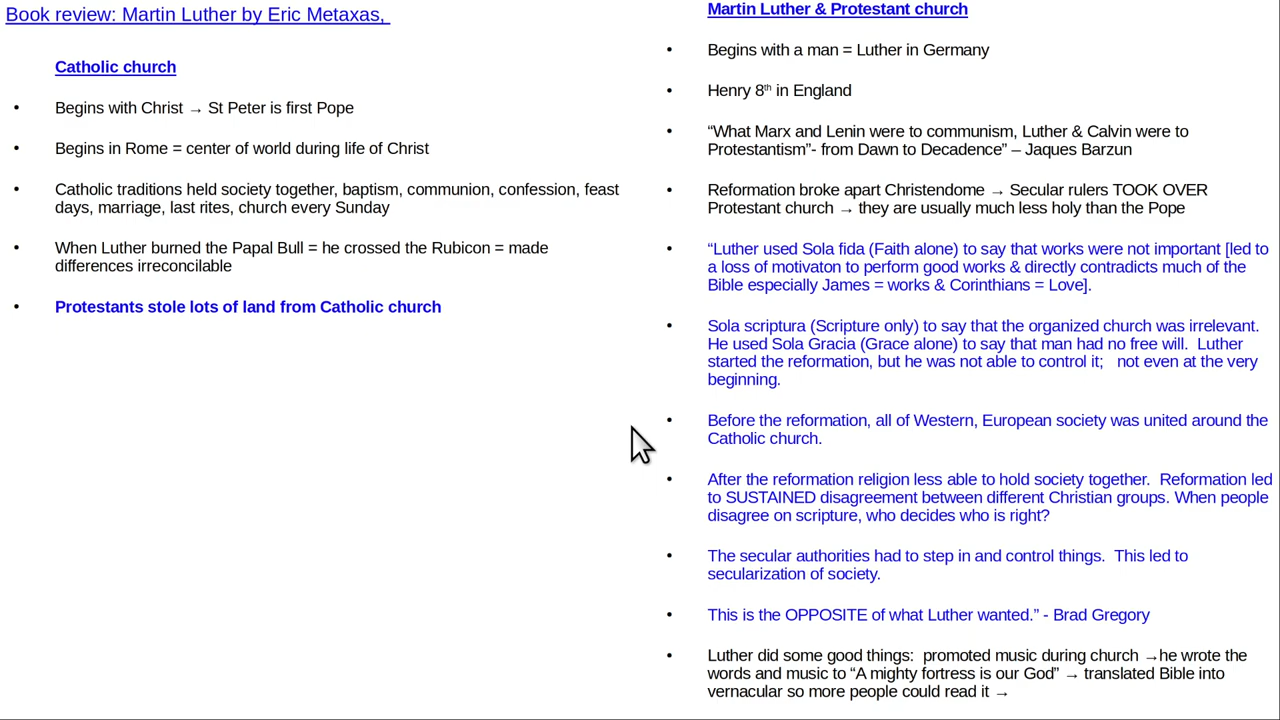 Book review: Martin Luther by Eric Metaxas,
Catholic church
• Begins with Christ → St Peter is first Pope
• Begins in Rome = center of world during life of Christ
• Catholic traditions held society together, baptism, communion, confession, feast
days, marriage, last rites, church every Sunday
• When Luther burned the Papal Bull = he crossed the Rubicon = made
differences irreconcilable
• Protestants stole lots of land from Catholic church
Martin Luther & Protestant church
• Begins with a man = Luther in Germany
• Henry 8th in England
• “What Marx and Lenin were to communism, Luther & Calvin were to
Protestantism”- from Dawn to Decadence” – Jaques Barzun
• Reformation broke apart Christendome → Secular rulers TOOK OVER
Protestant church → they are usually much less holy than the Pope
• “Luther used Sola fida (Faith alone) to say that works were not important [led to
a loss of motivaton to perform good works & directly contradicts much of the
Bible especially James = works & Corinthians = Love].
• Sola scriptura (Scripture only) to say that the organized church was irrelevant.
He used Sola Gracia (Grace alone) to say that man had no free will. Luther
started the reformation, but he was not able to control it; not even at the very
beginning.
• Before the reformation, all of Western, European society was united around the
Catholic church.
• After the reformation religion less able to hold society together. Reformation led
to SUSTAINED disagreement between different Christian groups. When people
disagree on scripture, who decides who is right?
• The secular authorities had to step in and control things. This led to
secularization of society.
• This is the OPPOSITE of what Luther wanted.” - Brad Gregory
• Luther did some good things: promoted music during church →he wrote the
words and music to “A mighty fortress is our God” → translated Bible into
vernacular so more people could read it →